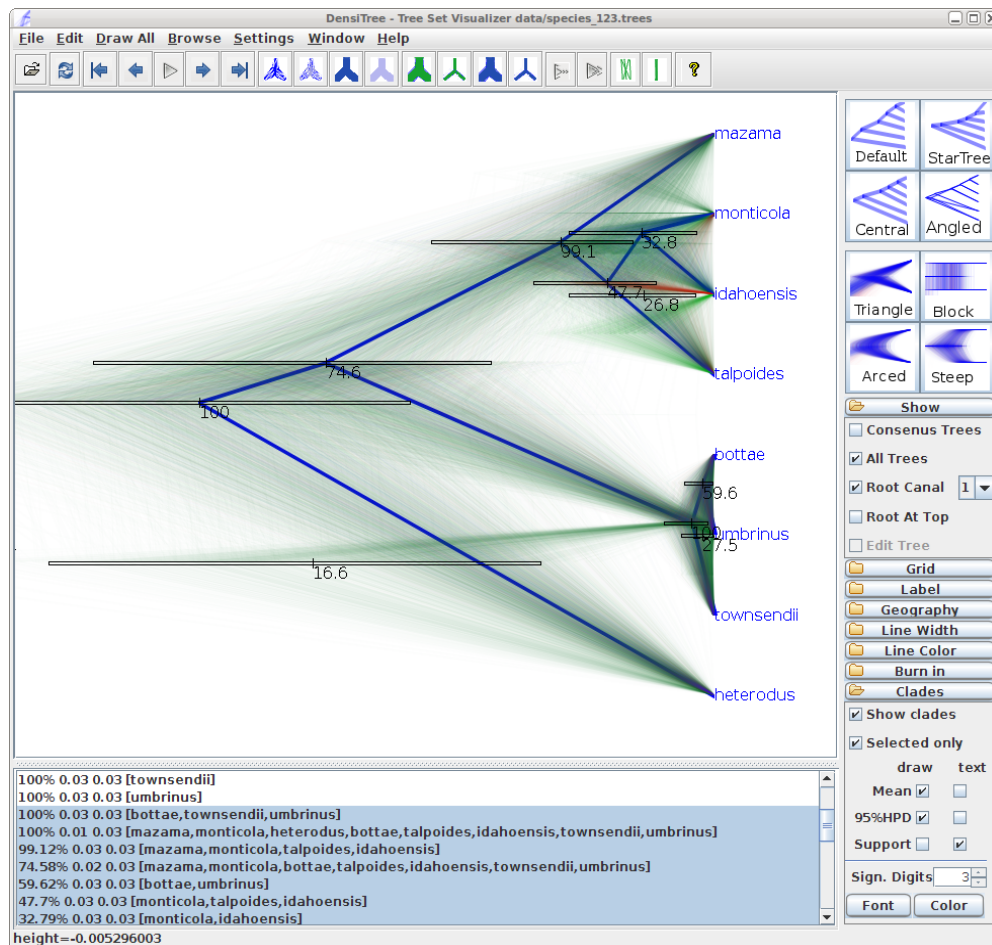 DensiTree - Tree Set Visualizer data/species_123.trees
File Edit Draw All Browse Settings Window Help
?
mazama
monticola
32.8
99.1
idahoensis
47.7
26.8
talpoides
74.6
100
bottae
59.6
umbrinus
100
27.5
16.6
townsendii
heterodus
Default StarTree
Central Angled
Triangle Block
Arced Steep
Show
Consenus Trees
All Trees
Root Canal 1
Root At Top
Edit Tree
Grid
Label
Geography
Line Width
Line Color
Burn in
Clades
Show clades
Selected only
draw text
Mean
95%HPD
Support
Sign. Digits 3
Font Color
100% 0.03 0.03 [townsendii]
100% 0.03 0.03 [umbrinus]
100% 0.03 0.03 [bottae,townsendii,umbrinus]
100% 0.01 0.03 [mazama,monticola,heterodus,bottae,talpoides,idahoensis,townsendii,umbrinus]
99.12% 0.03 0.03 [mazama,monticola,talpoides,idahoensis]
74.58% 0.02 0.03 [mazama,monticola,bottae,talpoides,idahoensis,townsendii,umbrinus]
59.62% 0.03 0.03 [bottae,umbrinus]
47.7% 0.03 0.03 [monticola,talpoides,idahoensis]
32.79% 0.03 0.03 [monticola,idahoensis]
height=-0.005296003